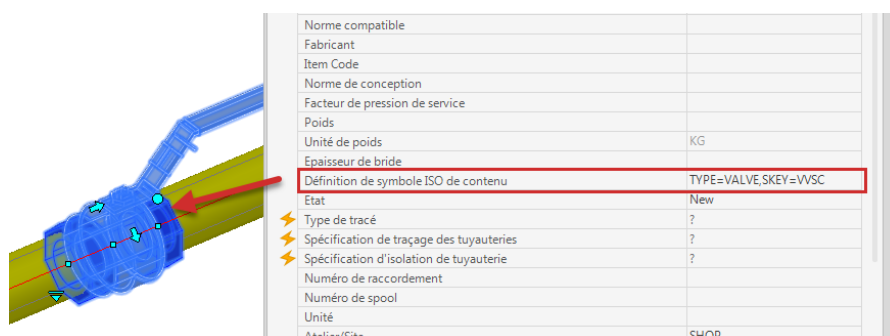 Norme compatible
Fabricant
Item Code
Norme de conception
Facteur de pression de service
Poids
Unité de poids KG
Epaisseur de bride
Définition de symbole ISO de contenu TYPE=VALVE,SKEY=VVSC
Etat New
Type de tracé ?
Spécification de traçage des tuyauteries ?
Spécification d'isolation de tuyauterie ?
Numéro de raccordement
Numéro de spool
Unité
Atelier/Site SHOP